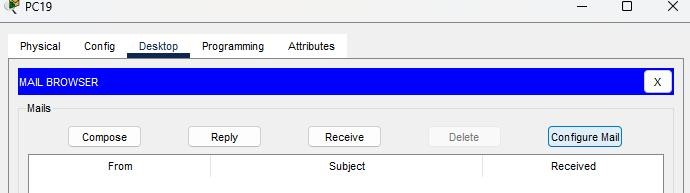 PC19
Physical Config Desktop Programming Attributes
MAIL BROWSER X
Mails
Compose Reply Receive Delete Configure Mail
From Subject Received